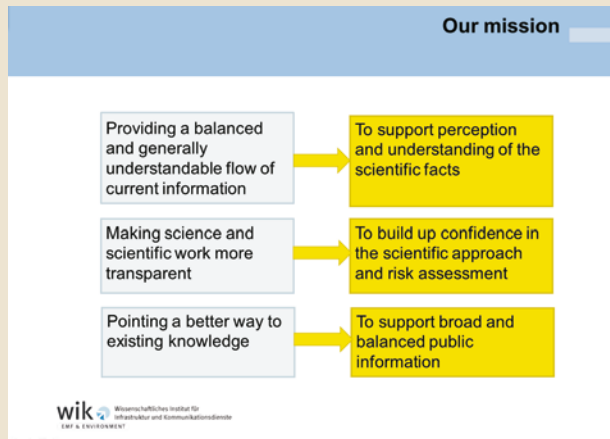 Our mission
Providing a balanced
and generally
understandable flow of
current information
To support perception
and understanding of the
scientific facts
Making science and
scientific work more
transparent
To build up confidence in
the scientific approach
and risk assessment
Pointing a better way to
existing knowledge
To support broad and
balanced public
information
wik
Wissenschaftliches Institut für
Infrastruktur und Kommunikationsdienste
EMF & ENVIRONMENT